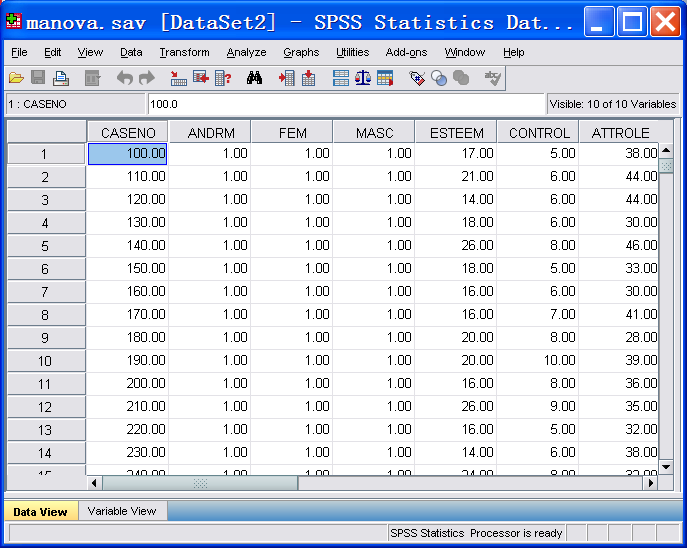 manova.sav [DataSet2] - SPSS Statistics Dat...
File Edit View Data Transform Analyze Graphs Utilities Add-ons Window Help
1 : CASENO 100.0 Visible: 10 of 10 Variables
CASENO ANDRM FEM MASC ESTEEM CONTROL ATTROLE
1 100.00 1.00 1.00 1.00 17.00 5.00 38.00
2 110.00 1.00 1.00 1.00 21.00 6.00 44.00
3 120.00 1.00 1.00 1.00 14.00 6.00 44.00
4 130.00 1.00 1.00 1.00 18.00 6.00 30.00
5 140.00 1.00 1.00 1.00 26.00 8.00 46.00
6 150.00 1.00 1.00 1.00 18.00 5.00 33.00
7 160.00 1.00 1.00 1.00 16.00 6.00 30.00
8 170.00 1.00 1.00 1.00 16.00 7.00 41.00
9 180.00 1.00 1.00 1.00 20.00 8.00 28.00
10 190.00 1.00 1.00 1.00 20.00 10.00 39.00
11 200.00 1.00 1.00 1.00 16.00 8.00 36.00
12 210.00 1.00 1.00 1.00 26.00 9.00 35.00
13 220.00 1.00 1.00 1.00 16.00 5.00 32.00
14 230.00 1.00 1.00 1.00 14.00 6.00 38.00
15 240.00 1.00 1.00 1.00 24.00 8.00
Data View Variable View
SPSS Statistics Processor is ready